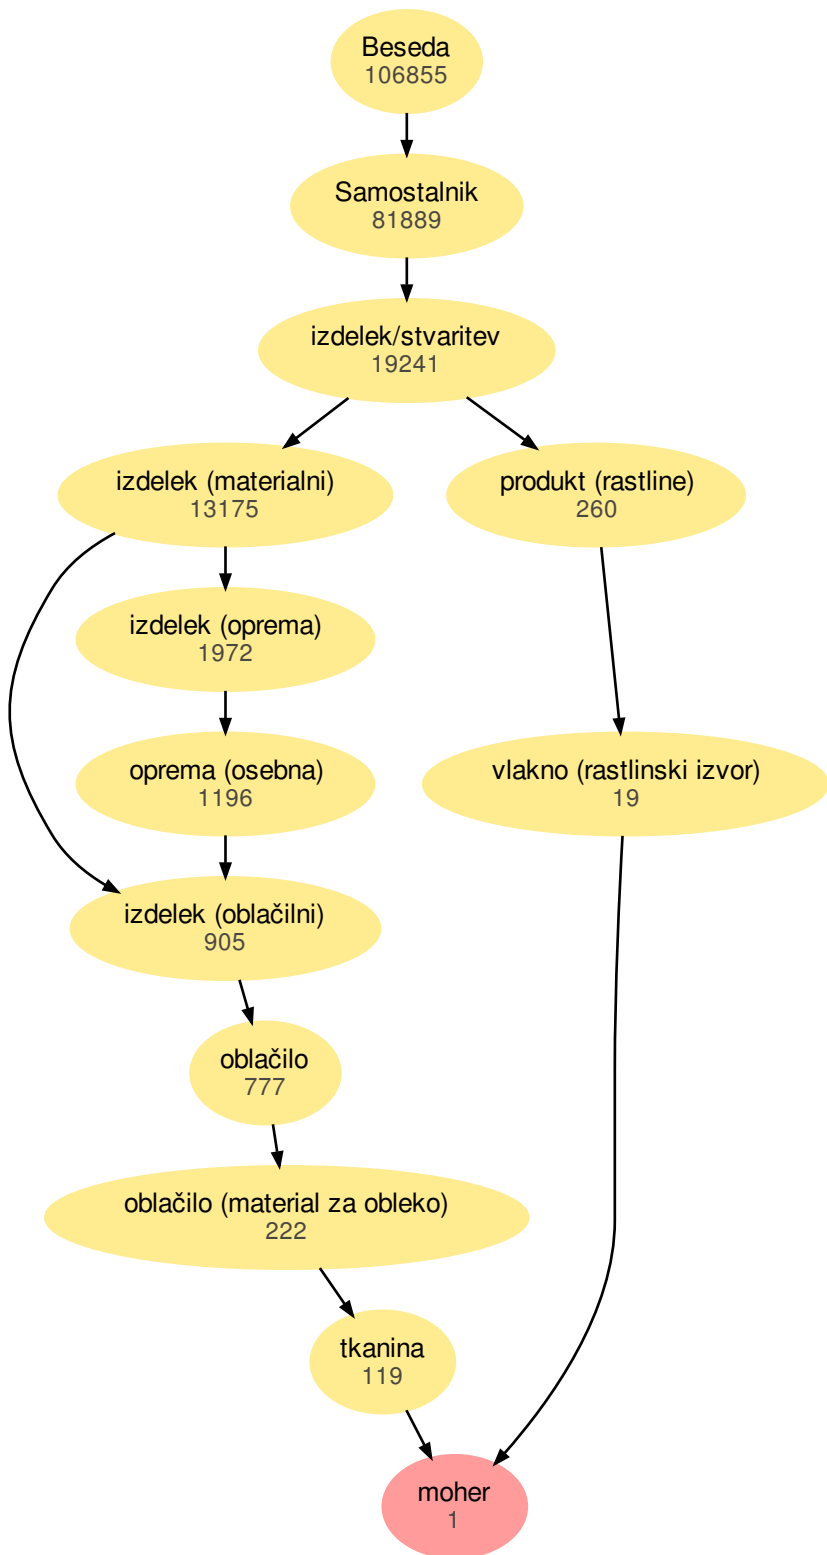 Beseda
106855
Samostalnik
81889
izdelek/stvaritev
19241
izdelek (materialni)
13175
produkt (rastline)
260
izdelek (oprema)
1972
oprema (osebna)
1196
vlakno (rastlinski izvor)
19
izdelek (oblačilni)
905
oblačilo
777
oblačilo (material za obleko)
222
tkanina
119
moher
1